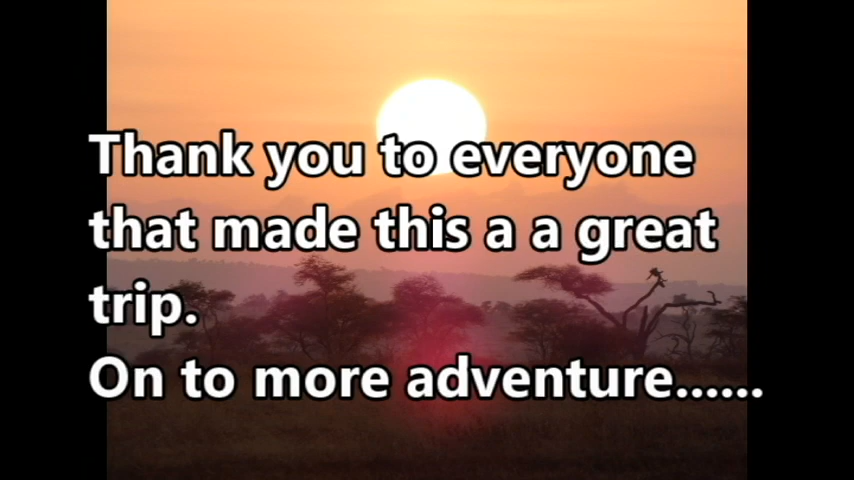 Thank you to everyone
that made this a a great
trip.
On to more adventure......